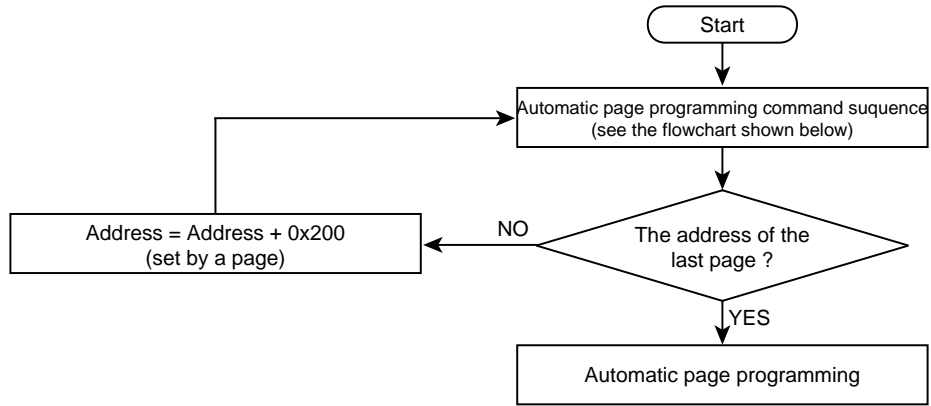 Start
Automatic page programming command suquence
(see the flowchart shown below)
Address = Address + 0x200
(set by a page)
NO
The address of the
last page ?
YES
Automatic page programming